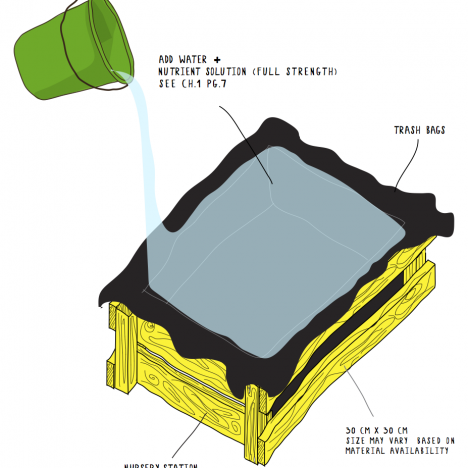 ADD WATER +
NUTRIENT SOLUTION (FULL STRENGTH)
SEE CH.1 PG.7
TRASH BAGS
30 CM X 30 CM
SIZE MAY VARY BASED ON
MATERIAL AVAILABILITY
NURSERY STATION